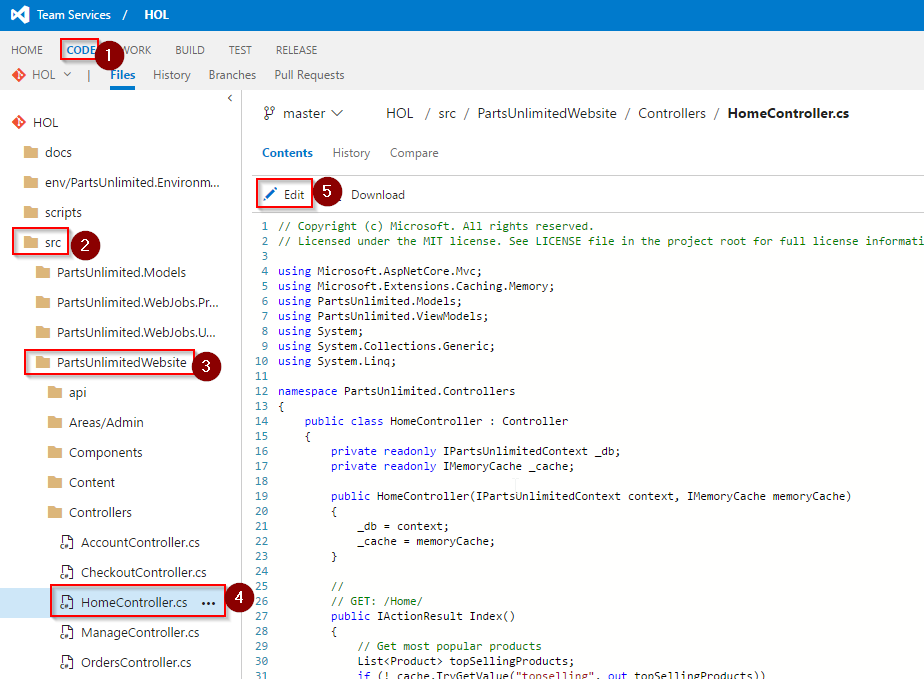 Team Services / HOL
HOME CODE WORK BUILD TEST RELEASE
1
HOL | Files History Branches Pull Requests
HOL
docs
env/PartsUnlimited.Environm...
scripts
src
2
PartsUnlimited.Models
PartsUnlimited.WebJobs.Pr...
PartsUnlimited.WebJobs.U...
PartsUnlimitedWebsite
3
api
Areas/Admin
Components
Content
Controllers
AccountController.cs
CheckoutController.cs
HomeController.cs ...
4
ManageController.cs
OrdersController.cs
master HOL / src / PartsUnlimitedWebsite / Controllers / HomeController.cs
Contents History Compare
Edit 5 Download
1 // Copyright (c) Microsoft. All rights reserved.
2 // Licensed under the MIT license. See LICENSE file in the project root for full license informati
3
4 using Microsoft.AspNetCore.Mvc;
5 using Microsoft.Extensions.Caching.Memory;
6 using PartsUnlimited.Models;
7 using PartsUnlimited.ViewModels;
8 using System;
9 using System.Collections.Generic;
10 using System.Linq;
11
12 namespace PartsUnlimited.Controllers
13 {
14     public class HomeController : Controller
15     {
16         private readonly IPartsUnlimitedContext _db;
17         private readonly IMemoryCache _cache;
18
19         public HomeController(IPartsUnlimitedContext context, IMemoryCache memoryCache)
20         {
21             _db = context;
22             _cache = memoryCache;
23         }
24
25         //
26         // GET: /Home/
27         public IActionResult Index()
28         {
29             // Get most popular products
30             List<Product> topSellingProducts;
31             if (!_cache.TryGetValue("topselling", out topSellingProducts))